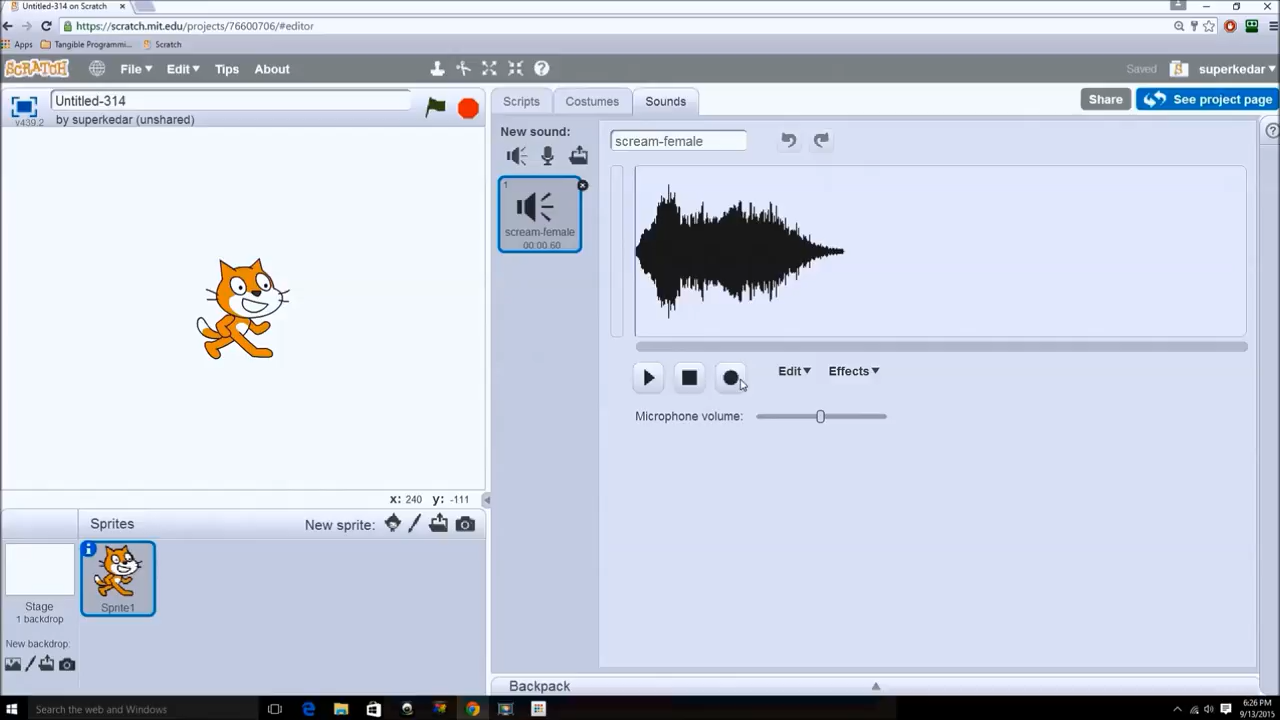 Untitled-314 on Scratch
https://scratch.mit.edu/projects/76600706/#editor
Apps Tangible Programmi... Scratch
SCRATCH File Edit Tips About Saved superkedar
Untitled-314
by superkedar (unshared)
v439.2
Scripts Costumes Sounds Share See project page
New sound:
scream-female
1
scream-female
00:00.60
Edit Effects
Microphone volume:
x: 240 y: -111
Sprites New sprite:
Sprite1
Stage
1 backdrop
New backdrop:
Backpack
Search the web and Windows
6:26 PM
9/13/2015